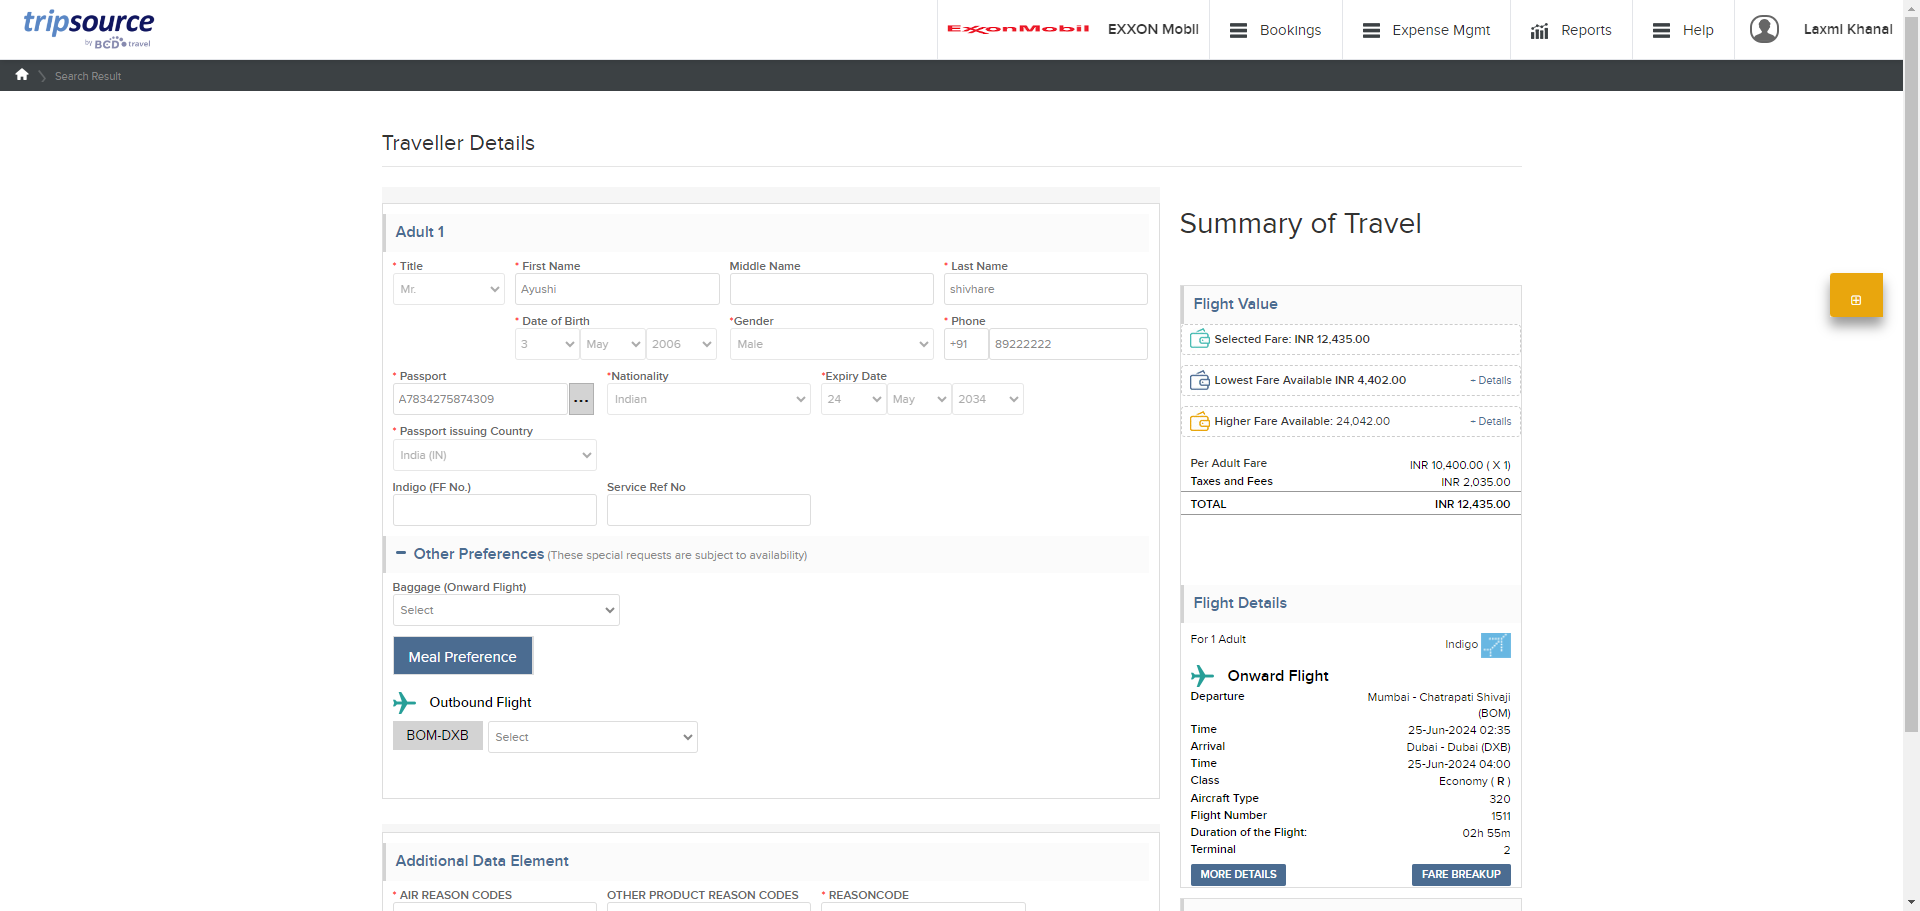 tripsource
by BCD travel
ExxonMobil
EXXON Mobil
Bookings
Expense Mgmt
Reports
Help
Laxmi Khanal
Search Result
Traveller Details
Adult 1
* Title
* First Name
Middle Name
* Last Name
Mr.
Ayushi
shivhare
* Date of Birth
*Gender
* Phone
3
May
2006
Male
+91
89222222
* Passport
*Nationality
*Expiry Date
A7834275874309
...
Indian
24
May
2034
* Passport issuing Country
India (IN)
Indigo (FF No.)
Service Ref No
Other Preferences (These special requests are subject to availability)
Baggage (Onward Flight)
Select
Meal Preference
Outbound Flight
BOM-DXB
Select
Additional Data Element
* AIR REASON CODES
OTHER PRODUCT REASON CODES
* REASONCODE
Summary of Travel
Flight Value
Selected Fare: INR 12,435.00
Lowest Fare Available INR 4,402.00
+ Details
Higher Fare Available: 24,042.00
+ Details
Per Adult Fare
INR 10,400.00 ( X 1)
Taxes and Fees
INR 2,035.00
TOTAL
INR 12,435.00
Flight Details
For 1 Adult
Indigo
Onward Flight
Departure
Mumbai - Chatrapati Shivaji
(BOM)
Time
25-Jun-2024 02:35
Arrival
Dubai - Dubai (DXB)
Time
25-Jun-2024 04:00
Class
Economy ( R )
Aircraft Type
320
Flight Number
1511
Duration of the Flight:
02h 55m
Terminal
2
MORE DETAILS
FARE BREAKUP